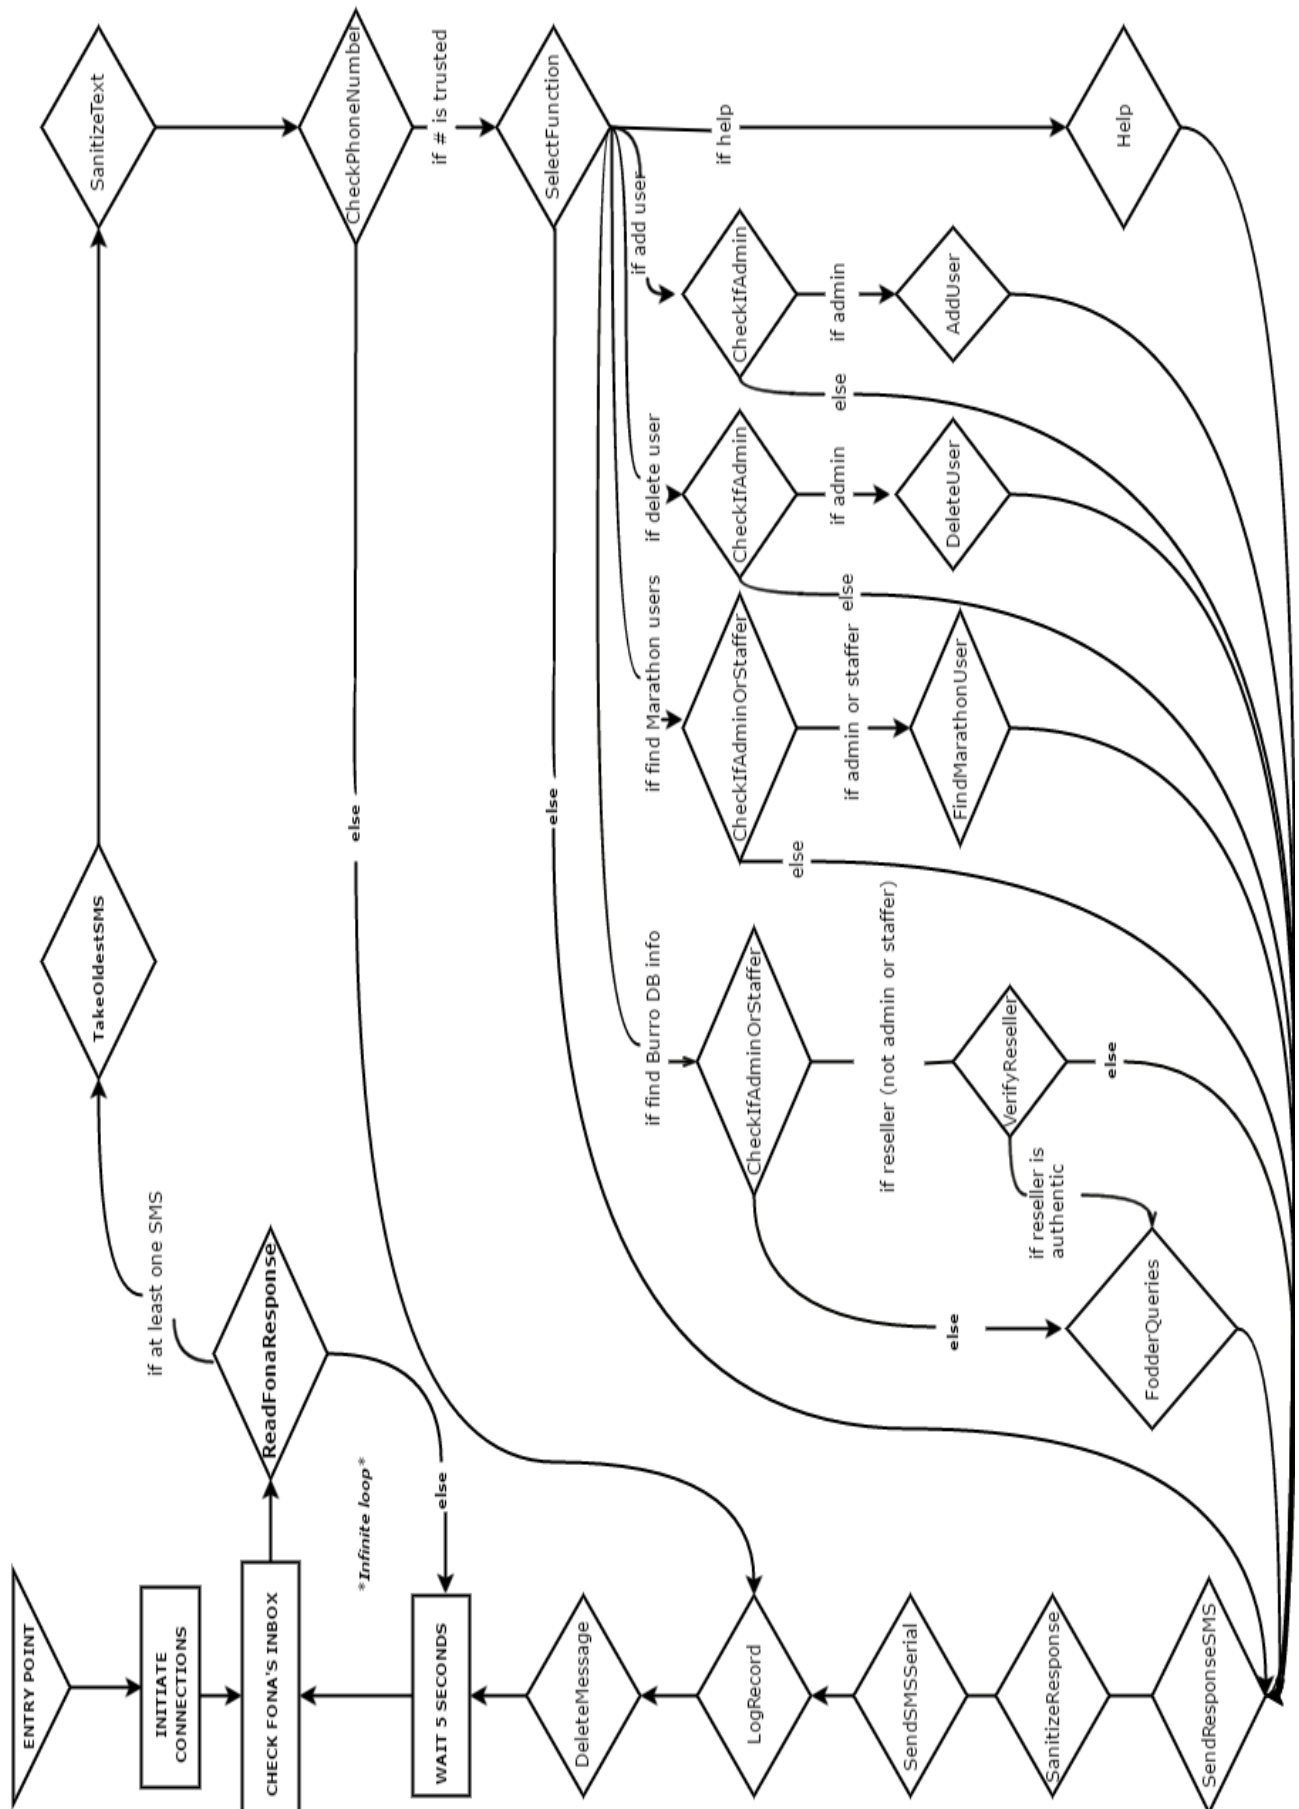 ENTRY POINT
INITIATE
CONNECTIONS
CHECK FONA'S INBOX
ReadFonaResponse
if at least one SMS
TakeOldestSMS
SanitizeText
CheckPhoneNumber
if # is trusted
else
SelectFunction
else
*Infinite loop*
else
WAIT 5 SECONDS
DeleteMessage
LogRecord
SendSMSSerial
SanitizeResponse
SendResponseSMS
if find Burro DB info
if find Marathon users
if delete user
if add user
if help
CheckIfAdminOrStaffer
CheckIfAdminOrStaffer
CheckIfAdmin
CheckIfAdmin
else
if reseller (not admin or staffer)
else
if admin or staffer
else
if admin
else
if admin
VerifyReseller
else
if reseller is
authentic
FodderQueries
FindMarathonUser
DeleteUser
AddUser
Help